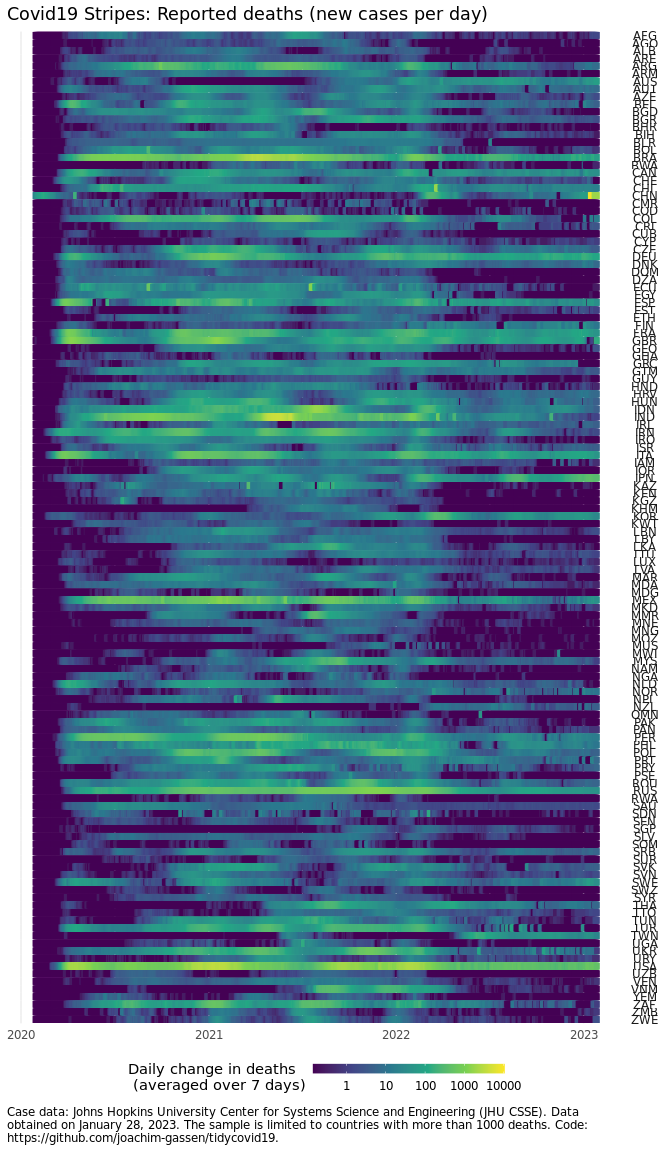 Covid19 Stripes: Reported deaths (new cases per day)
AFG
AGO
ALB
ARE
ARG
ARM
AUS
AUT
AZE
BEL
BGD
BGR
BHR
BIH
BLR
BOL
BRA
BWA
CAN
CHE
CHL
CHN
CMR
COD
COL
CRI
CUB
CYP
CZE
DEU
DNK
DOM
DZA
ECU
EGY
ESP
EST
ETH
FIN
FRA
GBR
GEO
GHA
GRC
GTM
GUY
HND
HRV
HUN
IDN
IND
IRL
IRN
IRQ
ISR
ITA
JAM
JOR
JPN
KAZ
KEN
KGZ
KHM
KOR
KWT
LBN
LBY
LKA
LTU
LUX
LVA
MAR
MDA
MDG
MEX
MKD
MMR
MNE
MNG
MOZ
MUS
MWI
MYS
NAM
NGA
NLD
NOR
NPL
NZL
OMN
PAK
PAN
PER
PHL
POL
PRT
PRY
PSE
ROU
RUS
RWA
SAU
SDN
SEN
SGP
SLV
SOM
SRB
SUR
SVK
SVN
SWE
SWZ
SYR
THA
TTO
TUN
TUR
TWN
UGA
UKR
URY
USA
UZB
VEN
VNM
YEM
ZAF
ZMB
ZWE
2020 2021 2022 2023
Daily change in deaths
(averaged over 7 days)
1 10 100 1000 10000
Case data: Johns Hopkins University Center for Systems Science and Engineering (JHU CSSE). Data
obtained on January 28, 2023. The sample is limited to countries with more than 1000 deaths. Code:
https://github.com/joachim-gassen/tidycovid19.